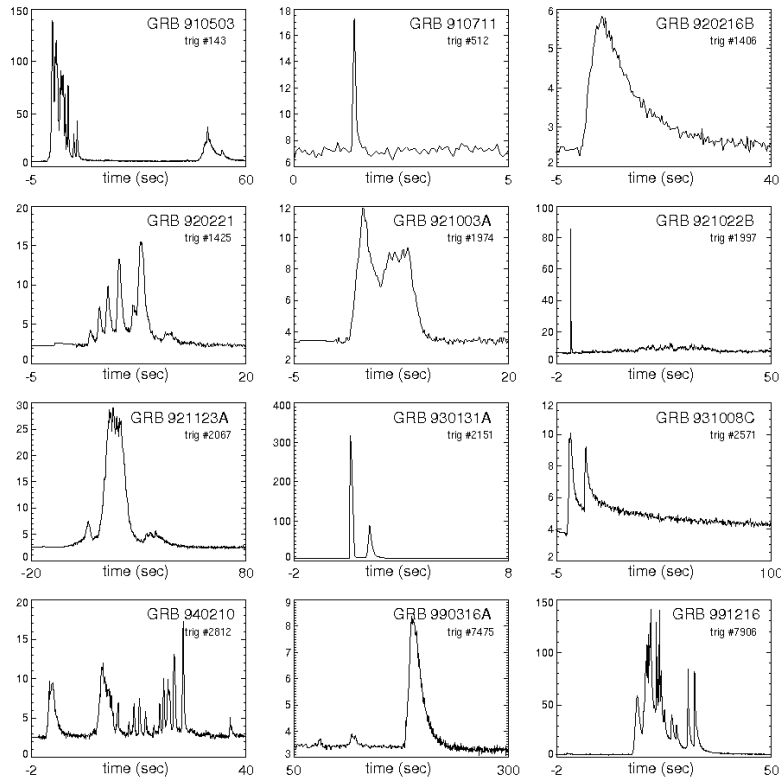 GRB 910503
trig #143
150
100
50
0
-5
time (sec)
60
GRB 910711
trig #512
18
16
14
12
10
8
6
0
time (sec)
5
GRB 920216B
trig #1406
6
5
4
3
2
-5
time (sec)
40
GRB 920221
trig #1425
20
15
10
5
0
-5
time (sec)
20
GRB 921003A
trig #1974
12
10
8
6
4
2
-5
time (sec)
20
GRB 921022B
trig #1997
100
80
60
40
20
0
-2
time (sec)
50
GRB 921123A
trig #2067
30
25
20
15
10
5
0
-20
time (sec)
80
GRB 930131A
trig #2151
400
300
200
100
0
-2
time (sec)
8
GRB 931008C
trig #2571
12
10
8
6
4
2
-5
time (sec)
100
GRB 940210
trig #2812
20
15
10
5
0
-2
time (sec)
40
GRB 990316A
trig #7475
9
8
7
6
5
4
3
50
time (sec)
300
GRB 991216
trig #7906
150
100
50
0
-2
time (sec)
50